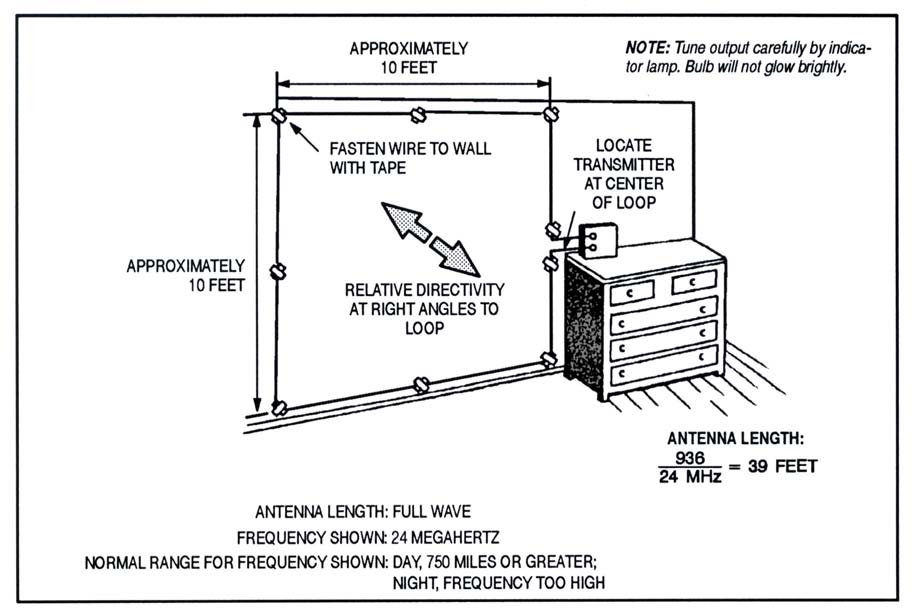 APPROXIMATELY
10 FEET
NOTE: Tune output carefully by indica-
tor lamp. Bulb will not glow brightly.
FASTEN WIRE TO WALL
WITH TAPE
LOCATE
TRANSMITTER
AT CENTER
OF LOOP
APPROXIMATELY
10 FEET
RELATIVE DIRECTIVITY
AT RIGHT ANGLES TO
LOOP
ANTENNA LENGTH:
936
24 MHz = 39 FEET
ANTENNA LENGTH: FULL WAVE
FREQUENCY SHOWN: 24 MEGAHERTZ
NORMAL RANGE FOR FREQUENCY SHOWN: DAY, 750 MILES OR GREATER;
NIGHT, FREQUENCY TOO HIGH